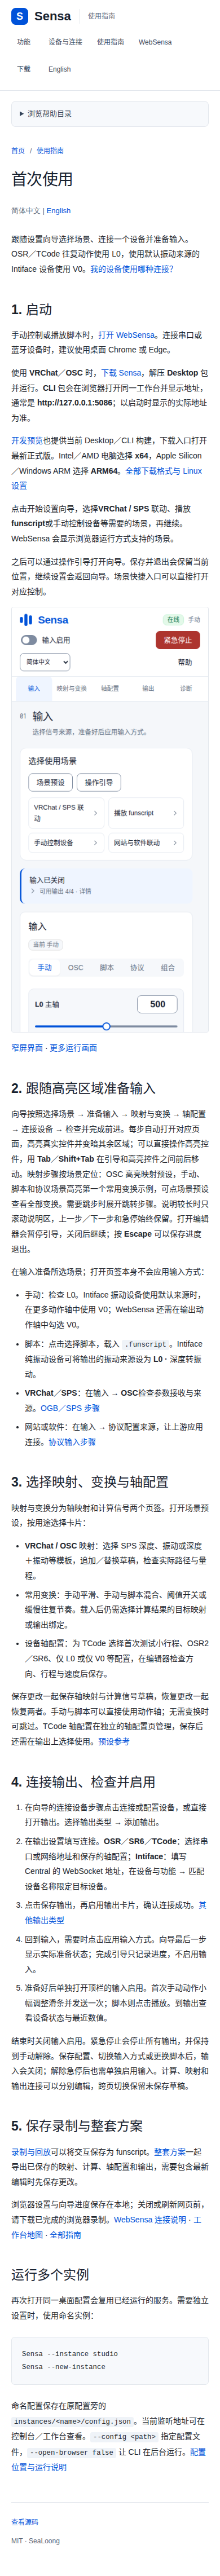 S Sensa 使用指南
功能 设备与连接 使用指南 WebSensa
下载 English
▶ 浏览帮助目录
首页 / 使用指南
首次使用
简体中文 | English
跟随设置向导选择场景、连接一个设备并准备输入。
OSR／TCode 往复动作使用 L0，使用默认振动来源的
Intiface 设备使用 V0。我的设备使用哪种连接？
1. 启动
手动控制或播放脚本时，打开 WebSensa。连接串口或
蓝牙设备时，建议使用桌面 Chrome 或 Edge。
使用 VRChat／OSC 时，下载 Sensa，解压 Desktop 包
并运行。CLI 包会在浏览器打开同一工作台并显示地址，
通常是 http://127.0.0.1:5086；以启动时显示的实际地址
为准。
开发预览也提供当前 Desktop／CLI 构建，下载入口打开
最新正式版。Intel／AMD 电脑选择 x64，Apple Silicon
／Windows ARM 选择 ARM64。全部下载格式与 Linux
设置
点击开始设置向导，选择VRChat / SPS 联动、播放
funscript或手动控制设备等需要的场景，再继续。
WebSensa 会显示浏览器运行方式支持的场景。
之后可以通过操作引导打开向导。保存并退出会保留当前
位置，继续设置会返回向导。场景快捷入口可以直接打开
对应控制。
Sensa 在线 手动
输入启用 紧急停止
简体中文 帮助
输入 映射与变换 轴配置 输出 诊断
01 输入
选择信号来源，准备好后应用输入方式。
选择使用场景
场景预设 操作引导
VRChat / SPS 联动
播放 funscript
手动控制设备 网站与软件联动
输入已关闭
可用输出 4/4 · 详情
输入
当前 手动
手动 OSC 脚本 协议 组合
L0 主轴 500
窄屏界面 · 更多运行画面
2. 跟随高亮区域准备输入
向导按照选择场景 → 准备输入 → 映射与变换 → 轴配置
→ 连接设备 → 检查并完成前进。每步自动打开对应页
面，高亮真实控件并变暗其余区域；可以直接操作高亮控
件，用 Tab／Shift+Tab 在引导和高亮控件之间前后移
动。映射步骤按场景定位：OSC 高亮映射预设，手动、
脚本和协议场景高亮第一个常用变换示例，可点场景预设
查看全部变换。需要跳步时展开跳转步骤。说明较长时只
滚动说明区，上一步／下一步和急停始终保留。打开编辑
器会暂停引导，关闭后继续；按 Escape 可以保存进度
退出。
在输入准备所选场景；打开页签本身不会应用输入方式：
• 手动：检查 L0。Intiface 振动设备使用默认来源时，
在更多动作轴中使用 V0；WebSensa 还需在输出动
作轴中勾选 V0。
• 脚本：点击选择脚本，载入 .funscript 。Intiface
纯振动设备可将输出的振动来源设为 L0 · 深度转振
动。
• VRChat／SPS：在输入 → OSC检查参数接收与来
源。OGB／SPS 步骤
• 网站或软件：在输入 → 协议配置来源，让上游应用
连接。协议输入步骤
3. 选择映射、变换与轴配置
映射与变换分为轴映射和计算信号两个页签。打开场景预
设，按用途选择卡片：
• VRChat / OSC 映射：选择 SPS 深度、振动或深度
＋振动等模板，追加／替换草稿，检查实际路径与量
程。
• 常用变换：手动平滑、手动与脚本混合、阈值开关或
缓慢往复节奏。载入后仍需选择计算结果的目标映射
或输出绑定。
• 设备轴配置：为 TCode 选择首次测试小行程、OSR2
／SR6、仅 L0 或仅 V0 等配置，在编辑器检查方
向、行程与速度后保存。
保存更改一起保存轴映射与计算信号草稿，恢复更改一起
恢复两者。手动与脚本可以直接使用动作轴；无需变换时
可跳过。TCode 轴配置在独立的轴配置页管理，保存后
还需在输出上选择使用。预设参考
4. 连接输出、检查并启用
1. 在向导的连接设备步骤点击连接或配置设备，或直接
打开输出。选择输出类型 → 添加输出。
2. 在输出设置填写连接。OSR／SR6／TCode：选择串
口或网络地址和保存的轴配置；Intiface：填写
Central 的 WebSocket 地址，在设备与功能 → 匹配
设备名称限定目标设备。
3. 点击保存输出，再启用输出卡片，确认连接成功。其
他输出类型
4. 回到输入，需要时点击应用输入方式。向导最后一步
显示实际准备状态；完成引导只记录进度，不启用输
入。
5. 准备好后单独打开顶栏的输入启用。首次手动动作小
幅调整滑条并发送一次；脚本则点击播放。到输出查
看设备状态与最近数值。
结束时关闭输入启用。紧急停止会停止所有输出，并保持
到手动解除。保存配置、切换输入方式或更换脚本后，输
入会关闭；解除急停后也需单独启用输入。计算、映射和
输出连接可以分别编辑，跨页切换保留未保存草稿。
5. 保存录制与整套方案
录制与回放可以将交互保存为 funscript。整套方案一起
导出已保存的映射、计算、轴配置和输出，需要包含最新
编辑时先保存更改。
浏览器设置与向导进度保存在本地；关闭或刷新网页前，
请下载已完成的浏览器录制。WebSensa 连接说明 · 工
作台地图 · 全部指南
运行多个实例
再次打开同一桌面配置会复用已经运行的服务。需要独立
设置时，使用命名实例：
Sensa --instance studio
Sensa --new-instance
命名配置保存在原配置旁的
instances/<name>/config.json 。当前监听地址可在
控制台／工作台查看。 --config <path> 指定配置文
件， --open-browser false 让 CLI 在后台运行。配置
位置与运行说明
查看源码
MIT · SeaLoong